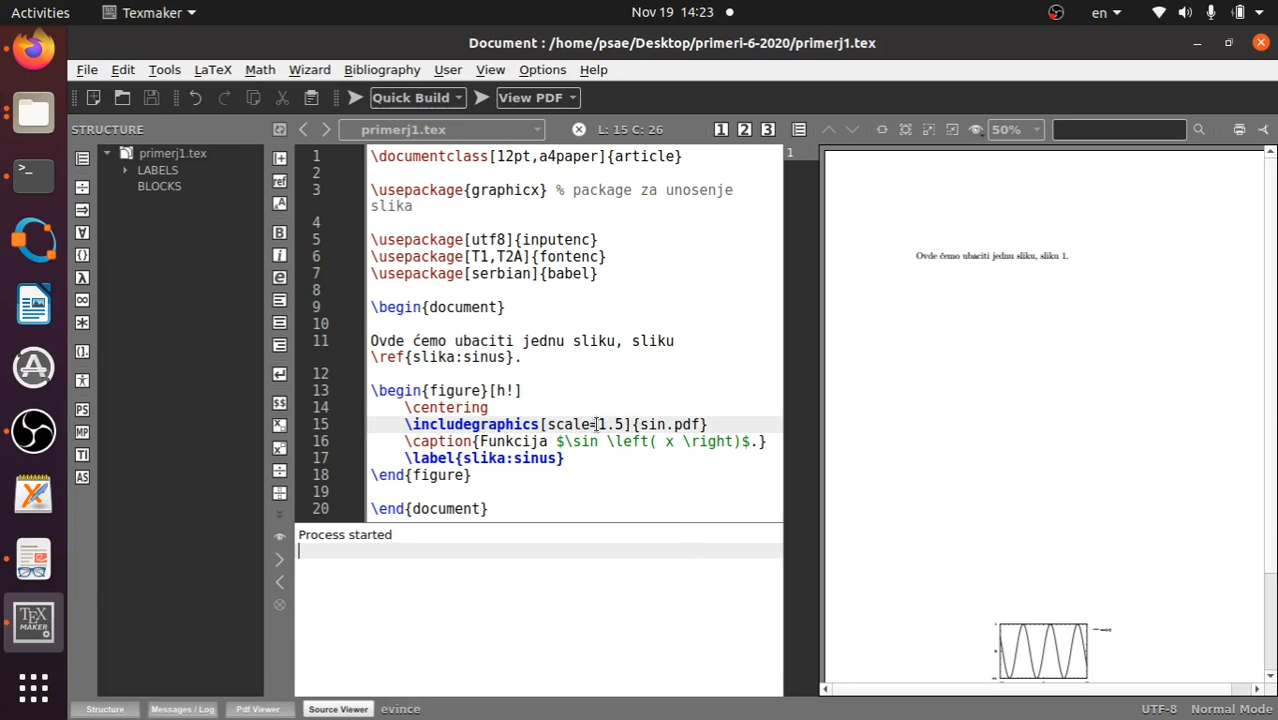 Activities Texmaker Nov 19 14:23 en
Document : /home/psae/Desktop/primeri-6-2020/primerj1.tex
File Edit Tools LaTeX Math Wizard Bibliography User View Options Help
Quick Build View PDF
STRUCTURE primerj1.tex L: 15 C: 26 1 2 3 50%
primerj1.tex
LABELS
BLOCKS
1 \documentclass[12pt,a4paper]{article}
2
3 \usepackage{graphicx} % package za unosenje
slika
4
5 \usepackage[utf8]{inputenc}
6 \usepackage[T1,T2A]{fontenc}
7 \usepackage[serbian]{babel}
8
9 \begin{document}
10
11 Ovde ćemo ubaciti jednu sliku, sliku
\ref{slika:sinus}.
12
13 \begin{figure}[h!]
14 \centering
15 \includegraphics[scale=1.5]{sin.pdf}
16 \caption{Funkcija $\sin \left( x \right)$.}
17 \label{slika:sinus}
18 \end{figure}
19
20 \end{document}
Process started
1
Ovde ćemo ubaciti jednu sliku, sliku 1.
Structure Messages / Log Pdf Viewer Source Viewer evince UTF-8 Normal Mode